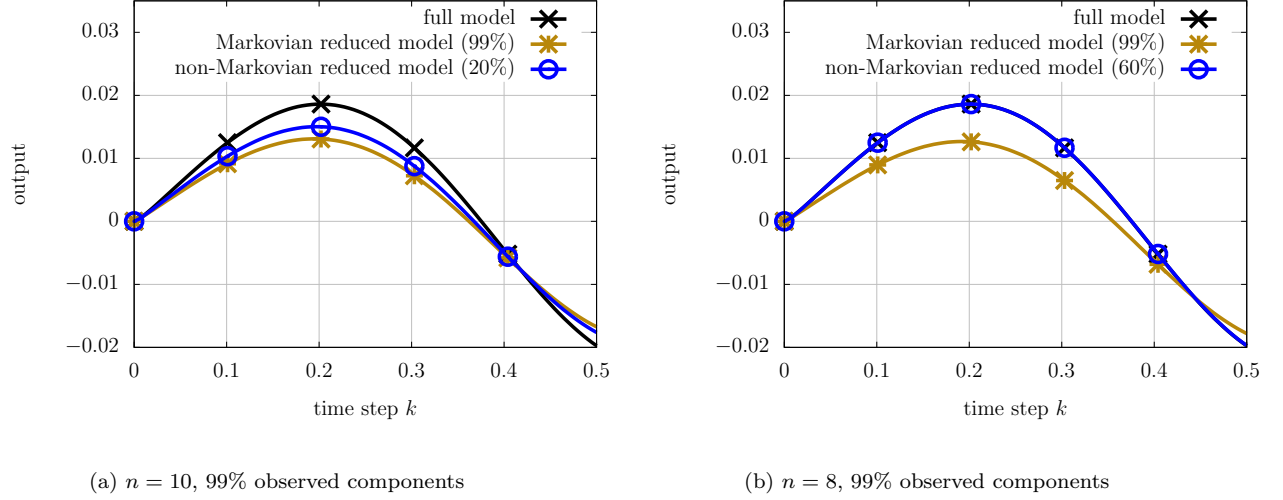 full model
Markovian reduced model (99%)
non-Markovian reduced model (20%)
0.03
0.02
0.01
0
−0.01
−0.02
output
0
0.1
0.2
0.3
0.4
0.5
time step k
(a) n = 10, 99% observed components
full model
Markovian reduced model (99%)
non-Markovian reduced model (60%)
0.03
0.02
0.01
0
−0.01
−0.02
output
0
0.1
0.2
0.3
0.4
0.5
time step k
(b) n = 8, 99% observed components